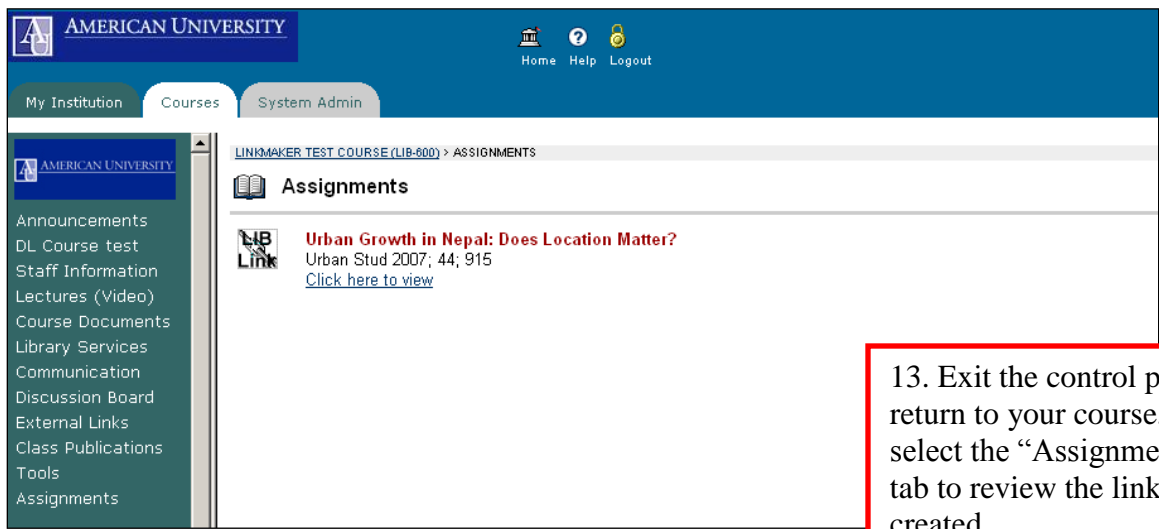 AMERICAN UNIVERSITY
Home Help Logout
My Institution Courses System Admin
AMERICAN UNIVERSITY
Announcements
DL Course test
Staff Information
Lectures (Video)
Course Documents
Library Services
Communication
Discussion Board
External Links
Class Publications
Tools
Assignments
LINKMAKER TEST COURSE (LIB-600) > ASSIGNMENTS
Assignments
LIB
Link
Urban Growth in Nepal: Does Location Matter?
Urban Stud 2007; 44; 915
Click here to view
13. Exit the control p
return to your course
select the “Assignme
tab to review the link
created